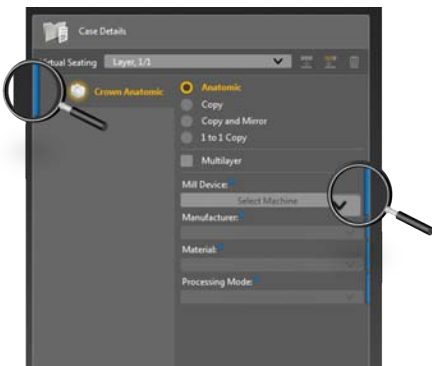 Case Details
Virtual Seating Layer, 1/1
Crown Anatomic
Anatomic
Copy
Copy and Mirror
1 to 1 Copy
Multilayer
Mill Device:
Select Machine
Manufacturer:
Material:
Processing Mode: